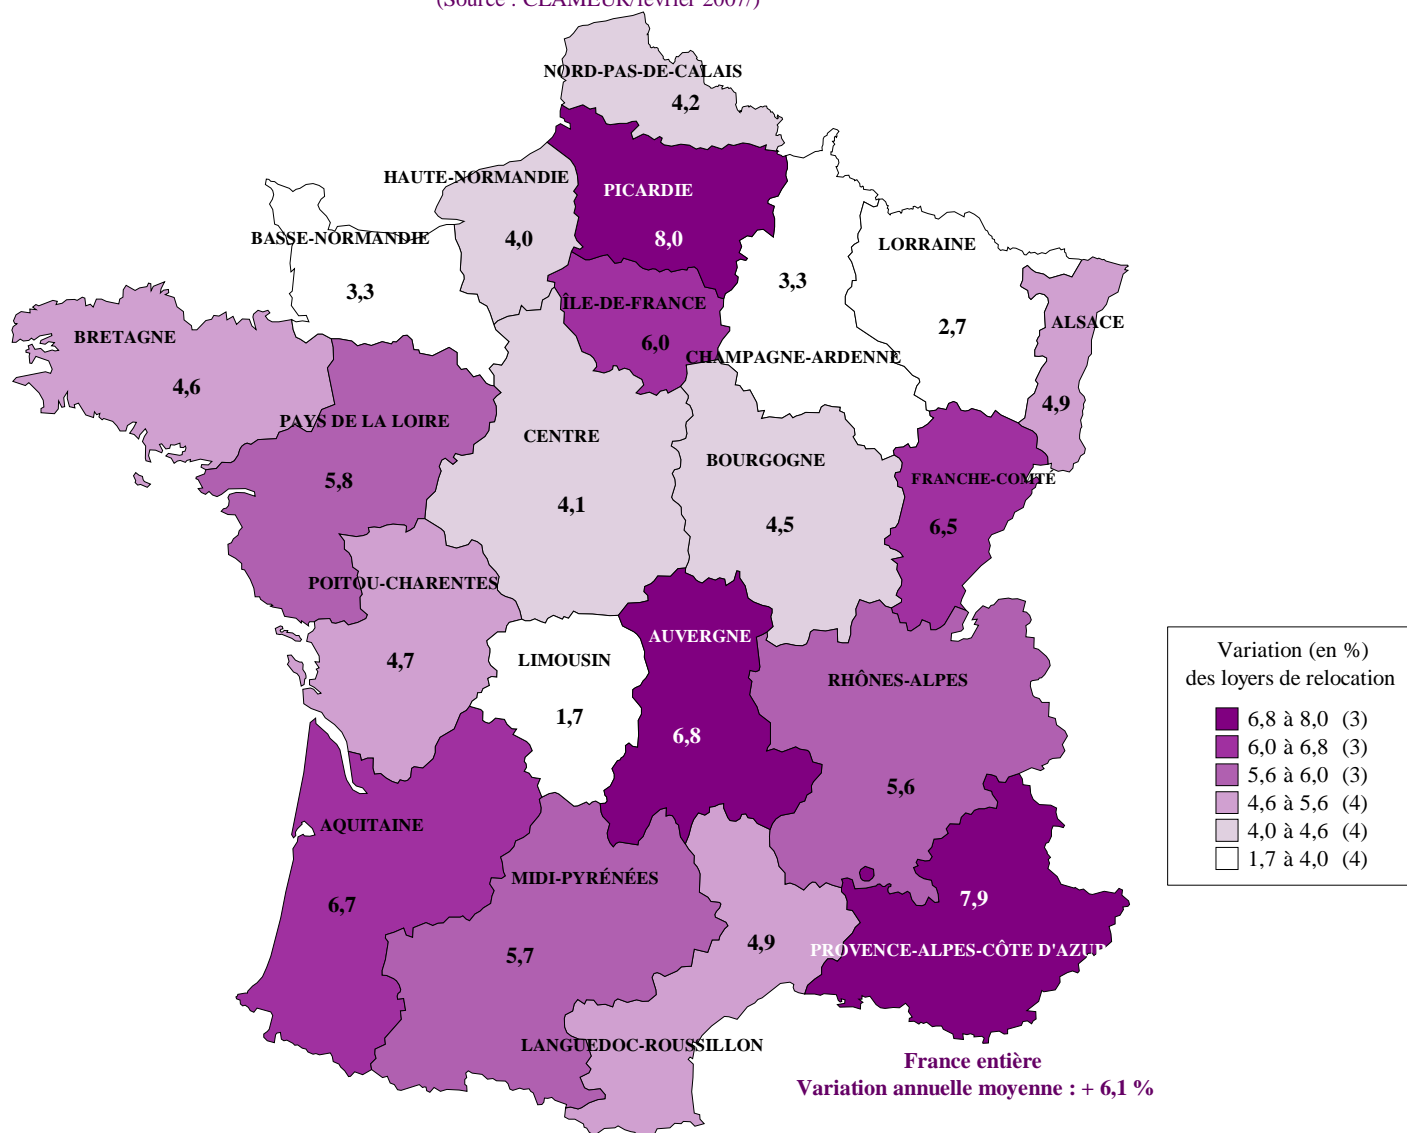 (Source : CLAMEUR/février 2007/)
NORD-PAS-DE-CALAIS
4,2
HAUTE-NORMANDIE
4,0
PICARDIE
8,0
BASSE-NORMANDIE
3,3
LORRAINE
2,7
3,3
CHAMPAGNE-ARDENNE
ÎLE-DE-FRANCE
6,0
ALSACE
4,9
BRETAGNE
4,6
PAYS DE LA LOIRE
5,8
CENTRE
4,1
BOURGOGNE
4,5
FRANCHE-COMTÉ
6,5
POITOU-CHARENTES
4,7
LIMOUSIN
1,7
AUVERGNE
6,8
RHÔNES-ALPES
5,6
AQUITAINE
6,7
MIDI-PYRÉNÉES
5,7
4,9
LANGUEDOC-ROUSSILLON
7,9
PROVENCE-ALPES-CÔTE D'AZUR
France entière
Variation annuelle moyenne : + 6,1 %
Variation (en %)
des loyers de relocation
6,8 à 8,0 (3)
6,0 à 6,8 (3)
5,6 à 6,0 (3)
4,6 à 5,6 (4)
4,0 à 4,6 (4)
1,7 à 4,0 (4)